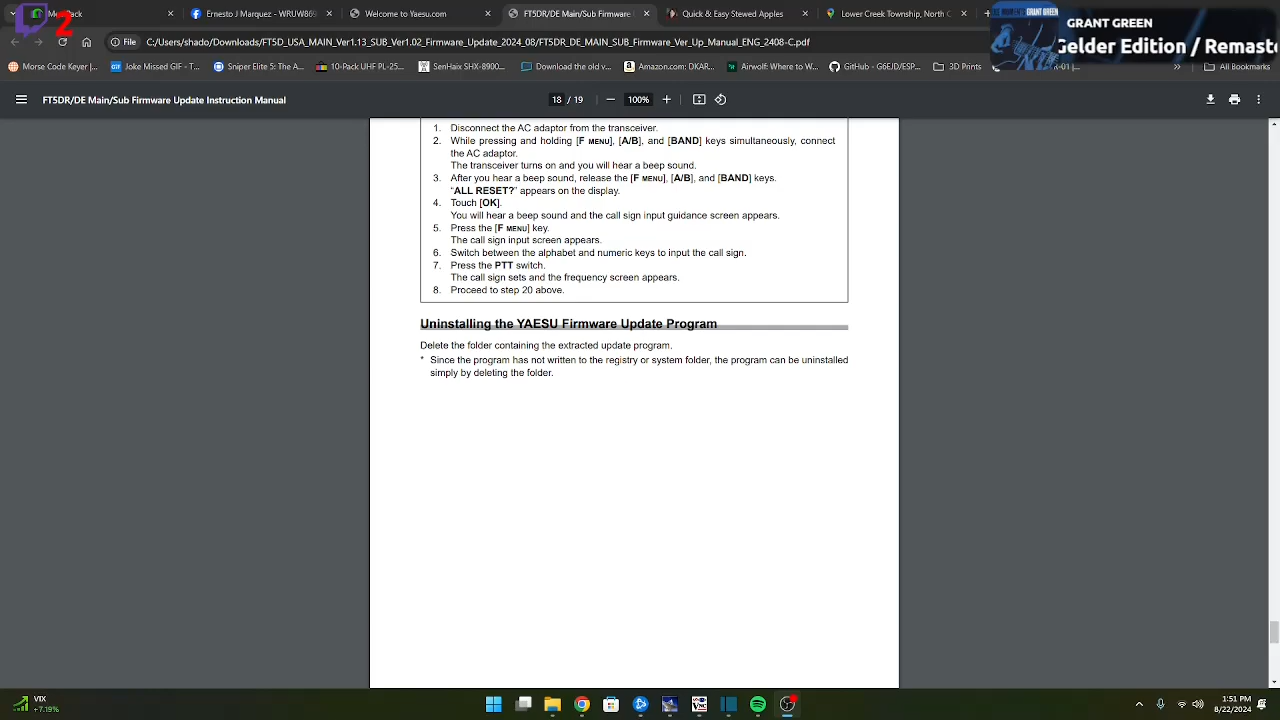 2
Ernesto Marquez - WRUW86
Welcome to Yaesu.com
FT5DR/DE Main/Sub Firmware
Quick & Easy Stewed Apples
Lower Creek Township, North C
GRANT GREEN
Gelder Edition / Remaste
File
C:/Users/shado/Downloads/FT5D_USA_MAIN_Ver1.13_SUB_Ver1.02_Firmware_Update_2024_08/FT5DR_DE_MAIN_SUB_Firmware_Ver_Up_Manual_ENG_2408-C.pdf
Morse Code Keyer |...
Joke Missed GIF - T...
Sniper Elite 5: The A...
10-PACK FTR-25...
SenHaix SHX-8900...
Download the old v...
Amazon.com: DKAR...
Airwolf: Where to W...
GitHub - G6EJD/ESP...
3D Prints
All Bookmarks
FT5DR/DE Main/Sub Firmware Update Instruction Manual
18 / 19
100%
1. Disconnect the AC adaptor from the transceiver.
2. While pressing and holding [F MENU], [A/B], and [BAND] keys simultaneously, connect
the AC adaptor.
The transceiver turns on and you will hear a beep sound.
3. After you hear a beep sound, release the [F MENU], [A/B], and [BAND] keys.
“ALL RESET?” appears on the display.
4. Touch [OK].
You will hear a beep sound and the call sign input guidance screen appears.
5. Press the [F MENU] key.
The call sign input screen appears.
6. Switch between the alphabet and numeric keys to input the call sign.
7. Press the PTT switch.
The call sign sets and the frequency screen appears.
8. Proceed to step 20 above.
Uninstalling the YAESU Firmware Update Program
Delete the folder containing the extracted update program.
* Since the program has not written to the registry or system folder, the program can be uninstalled
simply by deleting the folder.
VIX
-7.19%
1:51 PM
8/22/2024